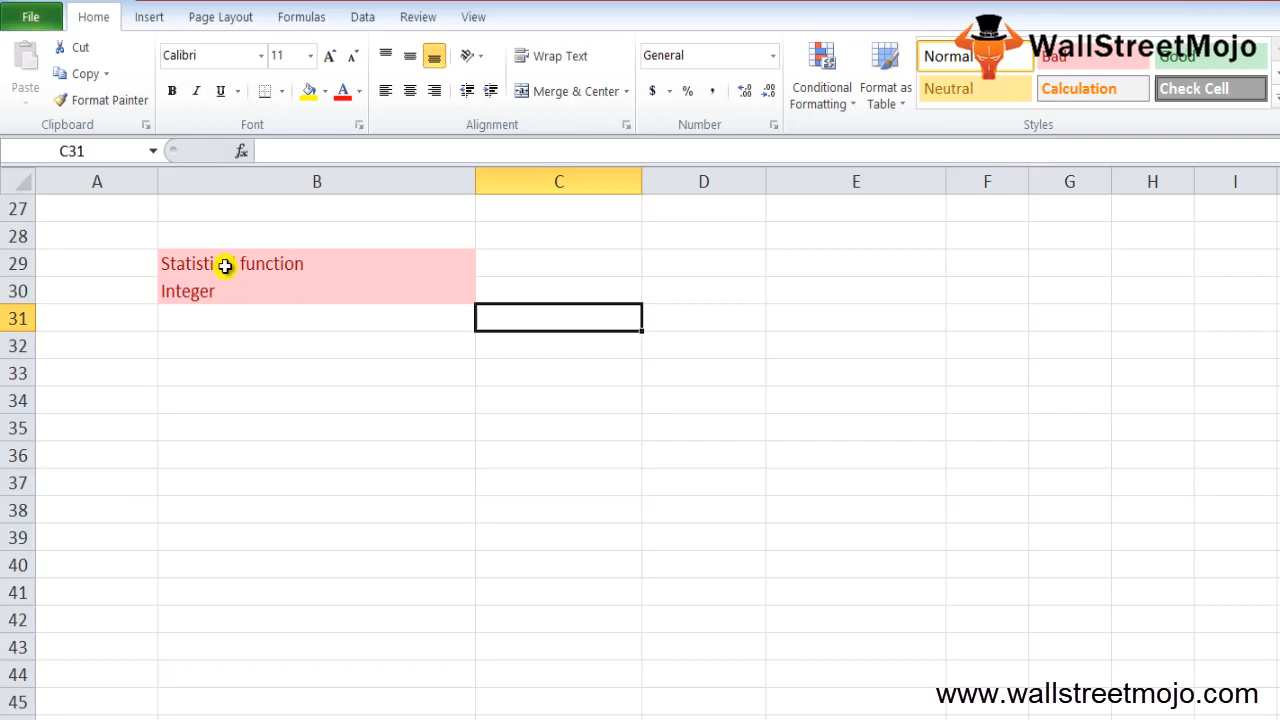 File Home Insert Page Layout Formulas Data Review View
Cut
Copy
Format Painter
Paste
Clipboard
Calibri 11
B I U
Font
Wrap Text
Merge & Center
Alignment
General
$ % ,
Number
Conditional Formatting
Format as Table
Normal Bad Good
Neutral Calculation Check Cell
Styles
WallStreetMojo
C31 fx
A B C D E F G H I
27
28
29 function
30 Integer
31
32
33
34
35
36
37
38
39
40
41
42
43
44
45
www.wallstreetmojo.com